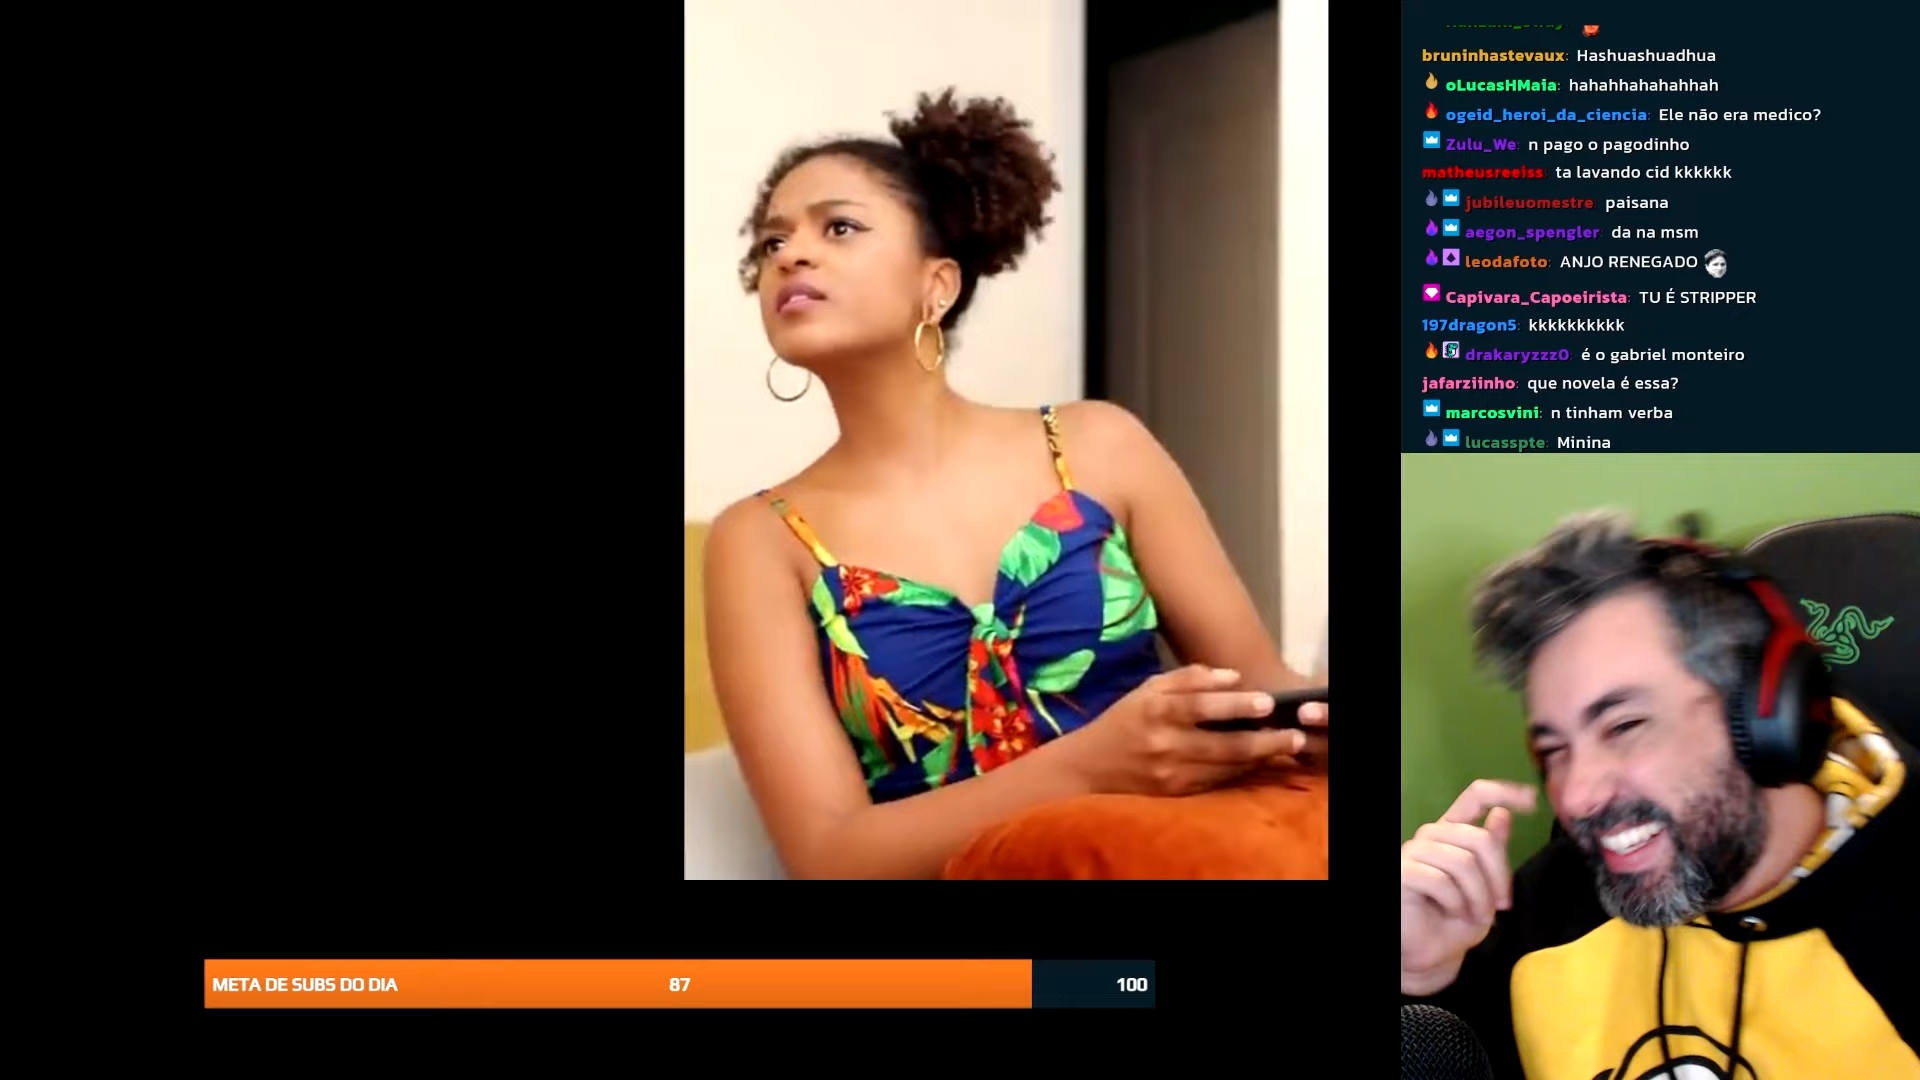 bruninhastevaux: Hashuashuadhua
oLucasHMaia: hahahhahahahhah
ogeid_heroi_da_ciencia: Ele não era medico?
Zulu_We: n pago o pagodinho
matheusreeiss: ta lavando cid kkkkkk
jubileuomestre: paisana
aegon_spengler: da na msm
leodafoto: ANJO RENEGADO
Capivara_Capoeirista: TU É STRIPPER
197dragon5: kkkkkkkkkk
drakaryzzz0: é o gabriel monteiro
jafarziinho: que novela é essa?
marcosvini: n tinham verba
lucasspte: Minina
META DE SUBS DO DIA 87 100